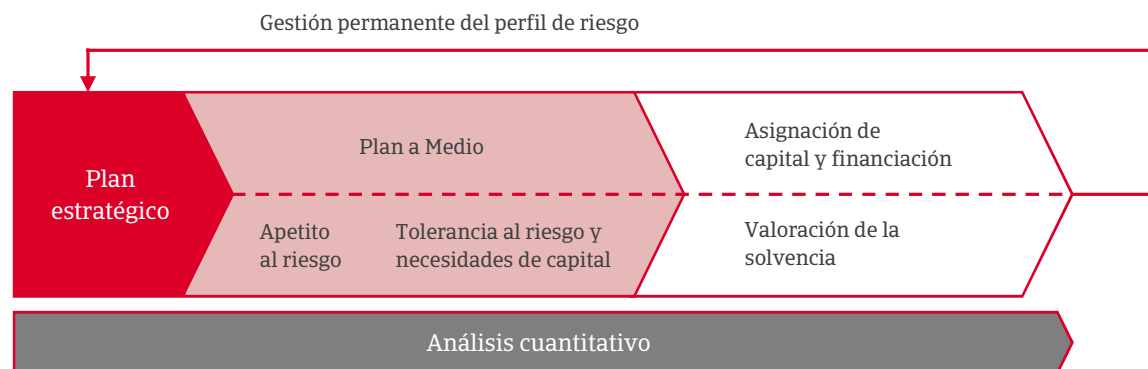 Gestión permanente del perfil de riesgo
Plan
estratégico
Plan a Medio
Apetito
al riesgo
Tolerancia al riesgo y
necesidades de capital
Asignación de
capital y financiación
Valoración de la
solvencia
Análisis cuantitativo